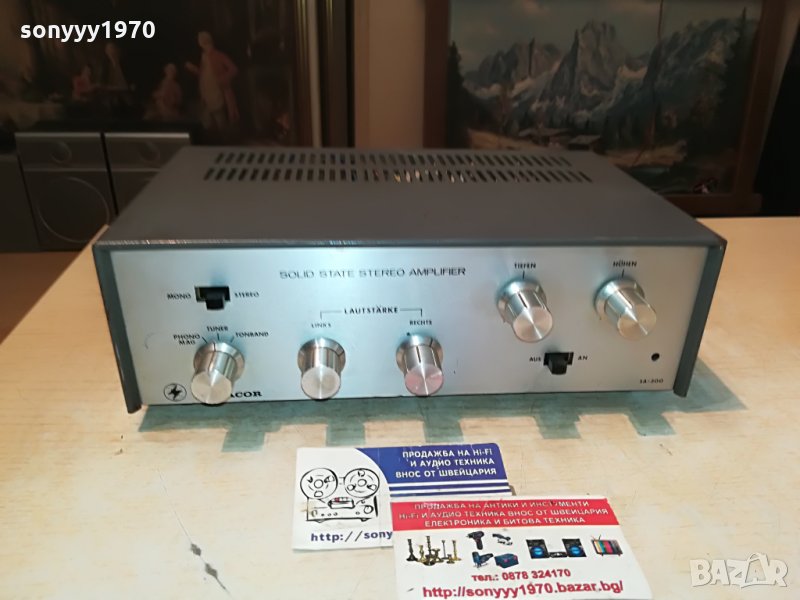 sonyyy1970
SOLID STATE STEREO AMPLIFIER
TIEFEN
HÖHEN
MONO STEREO
LAUTSTÄRKE
LINKS RECHTS
PHONO MAG TUNER TONBAND
AUS AN
ACOR
SA-300
ПРОДАЖБА НА Hi-Fi
И АУДИО ТЕХНИКА
ВНОС ОТ ШВЕЙЦАРИЯ
http://sony
ПРОДАЖБА НА АНТИКИ И ИНСТРУМЕНТИ
Hi-Fi И АУДИО ТЕХНИКА ВНОС ОТ ШВЕЙЦАРИЯ
ЕЛЕКТРОНИКА И БИТОВА ТЕХНИКА
тел.: 0878 324170
http://sonyyy1970.bazar.bg/
BAZAR
bg